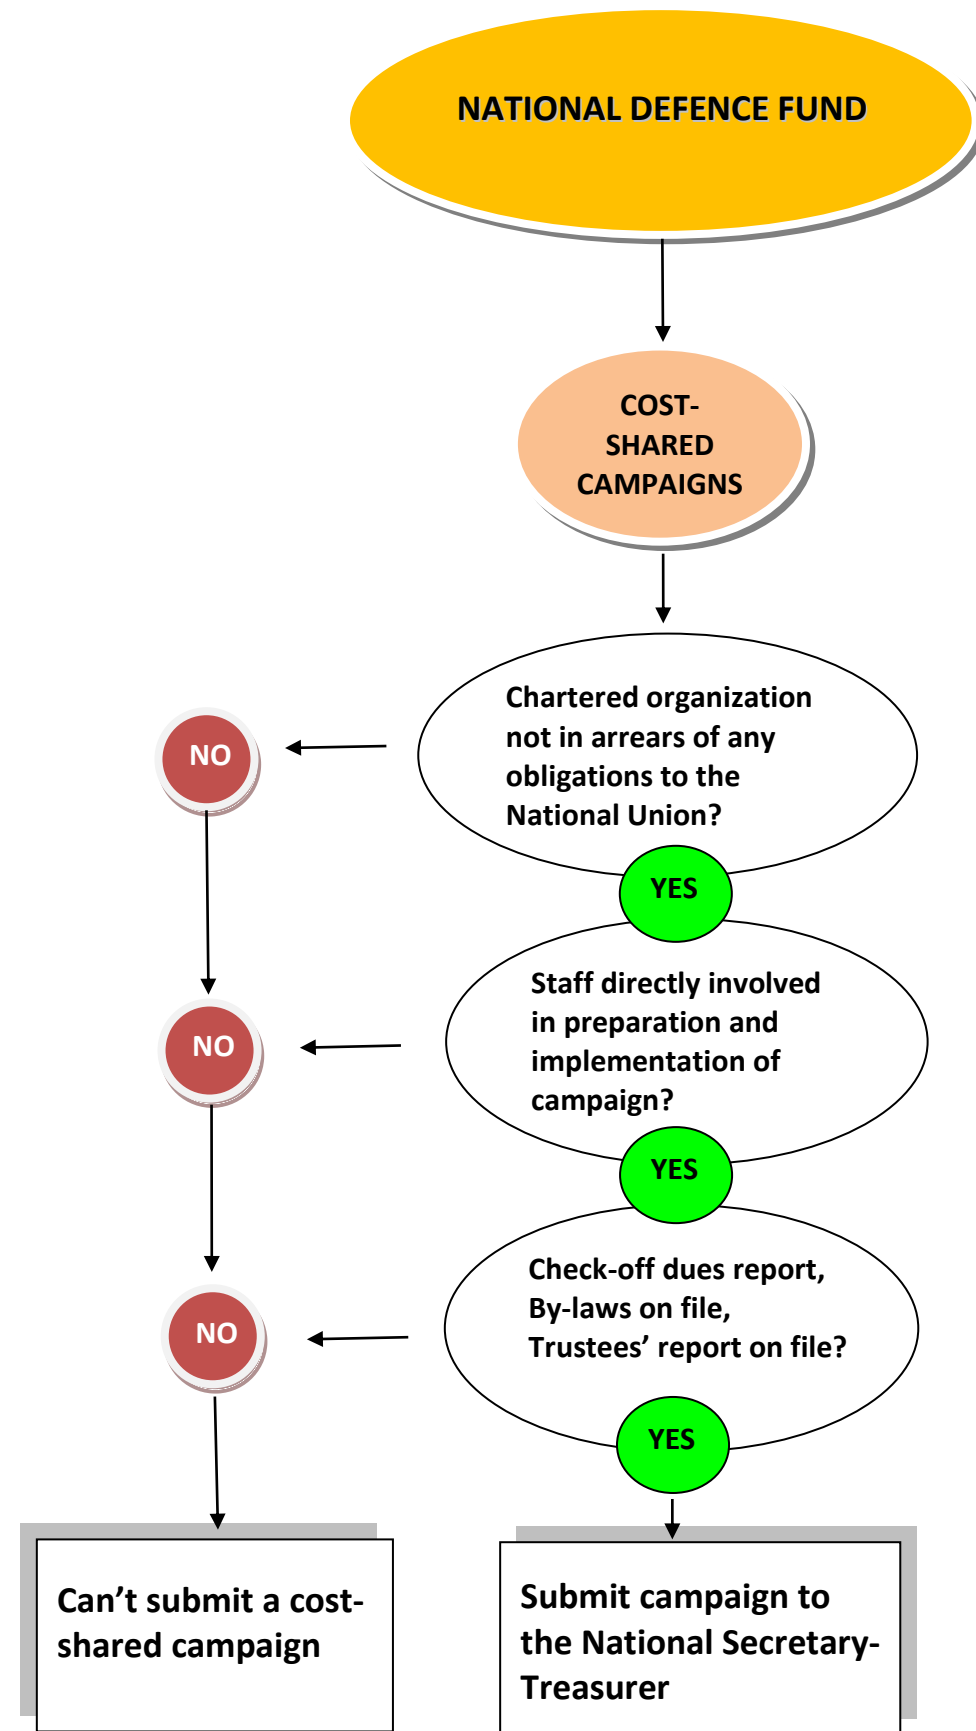 NATIONAL DEFENCE FUND
COST-
SHARED
CAMPAIGNS
Chartered organization
not in arrears of any
obligations to the
National Union?
NO
YES
Staff directly involved
in preparation and
implementation of
campaign?
NO
YES
Check-off dues report,
By-laws on file,
Trustees’ report on file?
NO
YES
Can’t submit a cost-
shared campaign
Submit campaign to
the National Secretary-
Treasurer